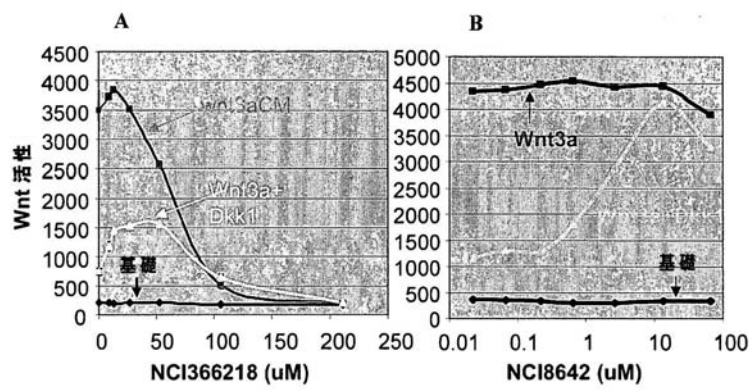 A
B
Wnt 活性
4500
4000
3500
3000
2500
2000
1500
1000
500
0
wnt3aCM
Wnt3a+
Dkk1
基礎
0 50 100 150 200 250
NCI366218 (uM)
5000
4500
4000
3500
3000
2500
2000
1500
1000
500
0
Wnt3a
基礎
0.01 0.1 1 10 100
NCI8642 (uM)